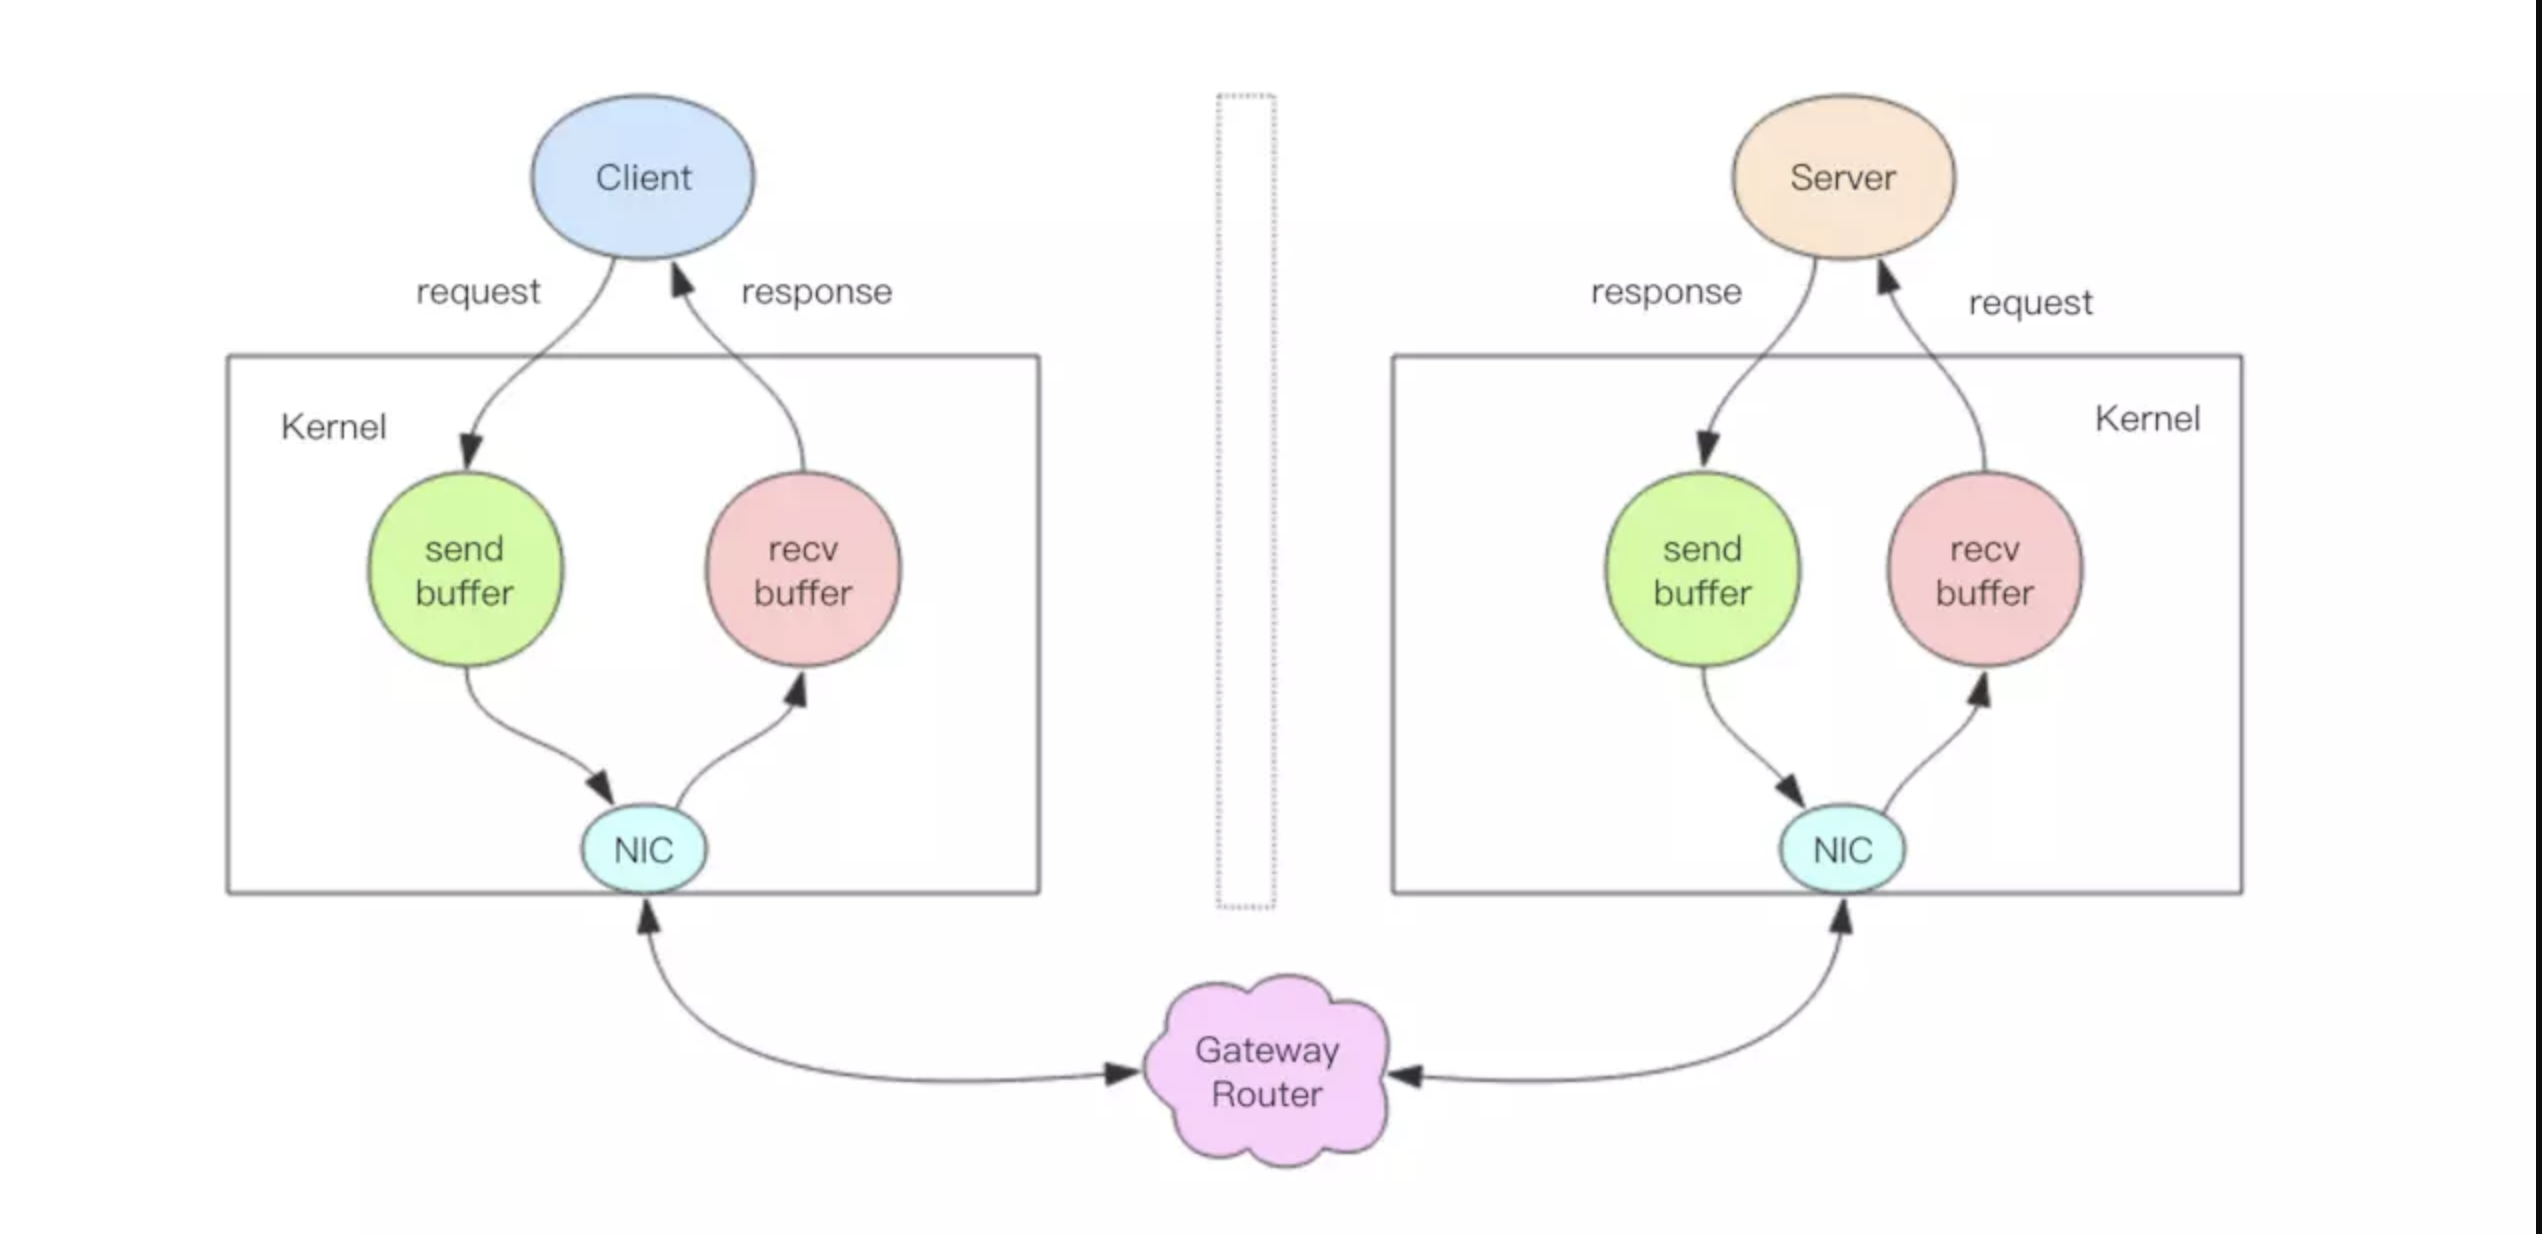 Client
Server
request
response
response
request
Kernel
Kernel
send
buffer
recv
buffer
send
buffer
recv
buffer
NIC
NIC
Gateway
Router